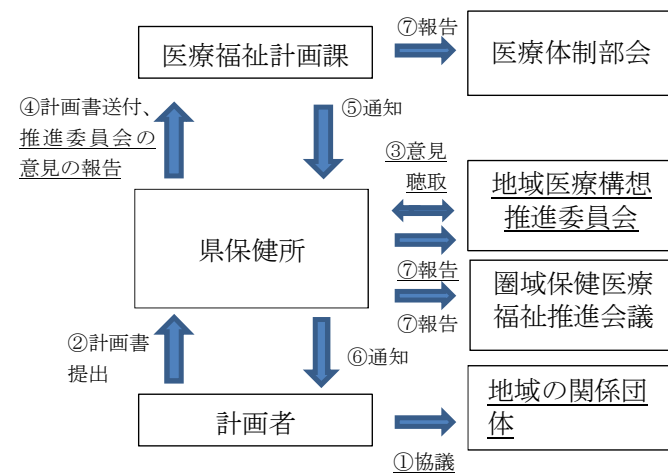 ⑦報告
医療福祉計画課
医療体制部会
④計画書送付、
推進委員会の
意見の報告
⑤通知
③意見
聴取
地域医療構想
推進委員会
県保健所
⑦報告
圏域保健医療
福祉推進会議
⑦報告
②計画書
提出
⑥通知
計画者
地域の関係団
体
①協議